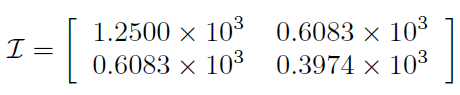 ℐ = [ 1.2500 × 10³ 0.6083 × 10³
0.6083 × 10³ 0.3974 × 10³ ]